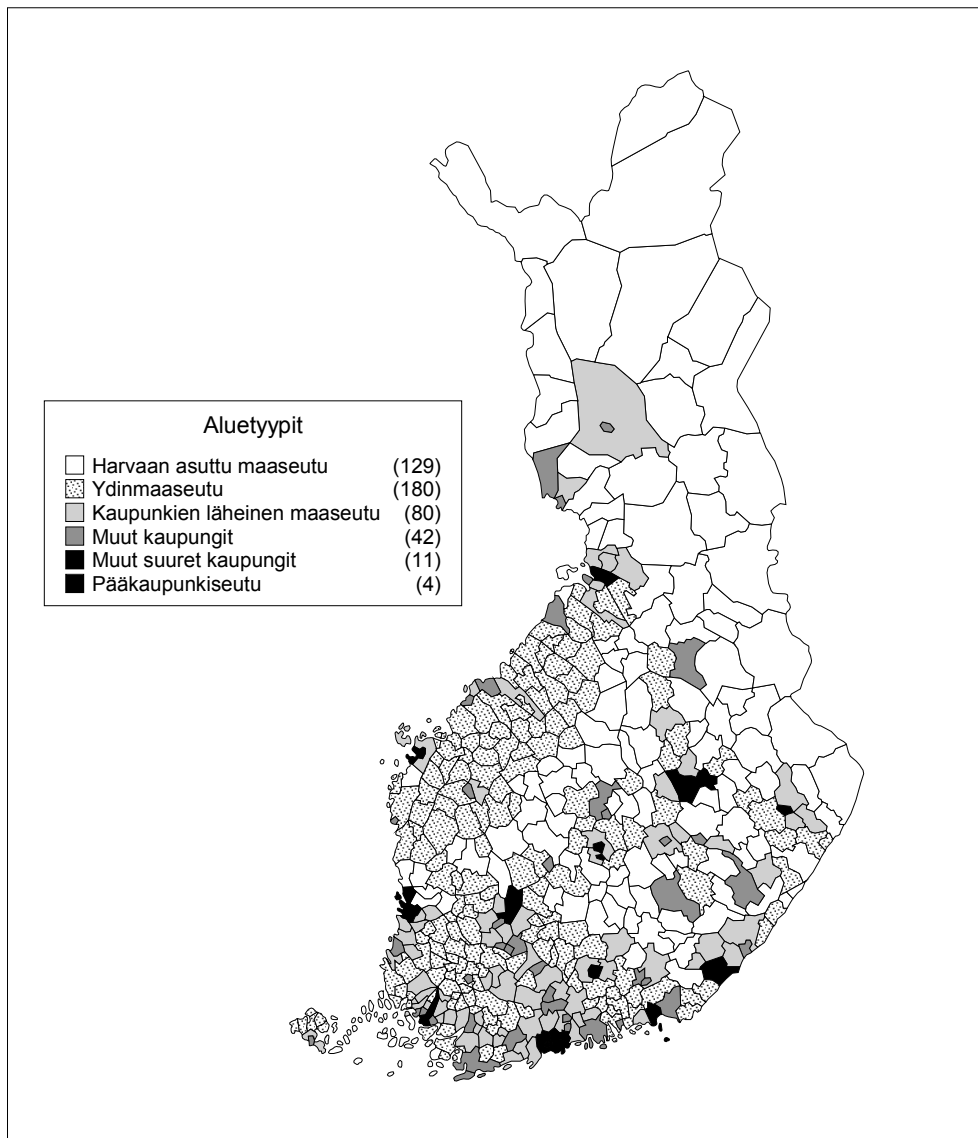 Aluetyypit
Harvaan asuttu maaseutu (129)
Ydinmaaseutu (180)
Kaupunkien läheinen maaseutu (80)
Muut kaupungit (42)
Muut suuret kaupungit (11)
Pääkaupunkiseutu (4)